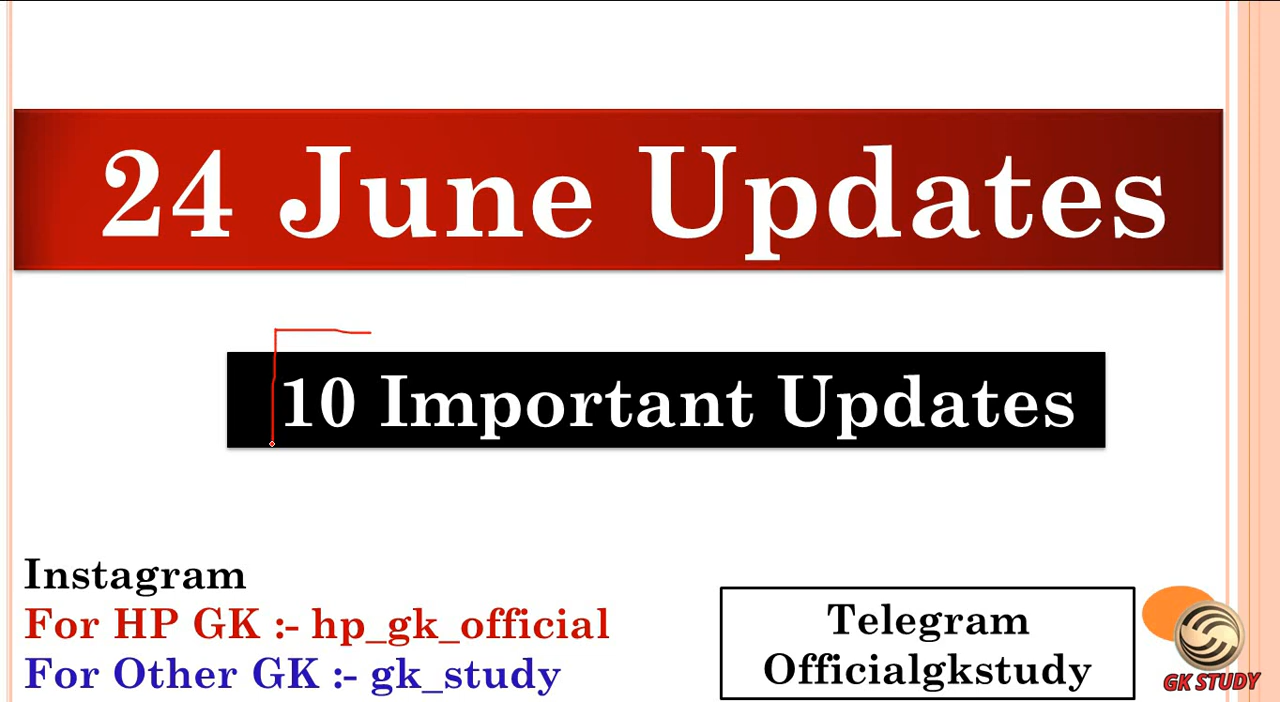 24 June Updates
10 Important Updates
Instagram
For HP GK :- hp_gk_official
For Other GK :- gk_study
Telegram
Officialgkstudy
GK STUDY